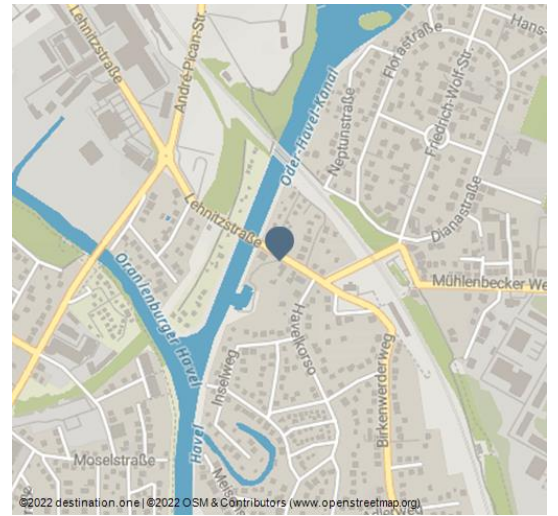 Lehnitzstraße
André-Pican-Str.
Oder-Havel-Kanal
Neptunstraße
Florastraße
Friedrich-Wolf-Str.
Hans-
Dianastraße
Lehnitzstraße
Mühlenbecker We
Oranienburger Havel
Havelkorso
Inselweg
Birkenwerderweg
Havel
Moselstraße
©2022 destination.one | ©2022 OSM & Contributors (www.openstreetmap.org)